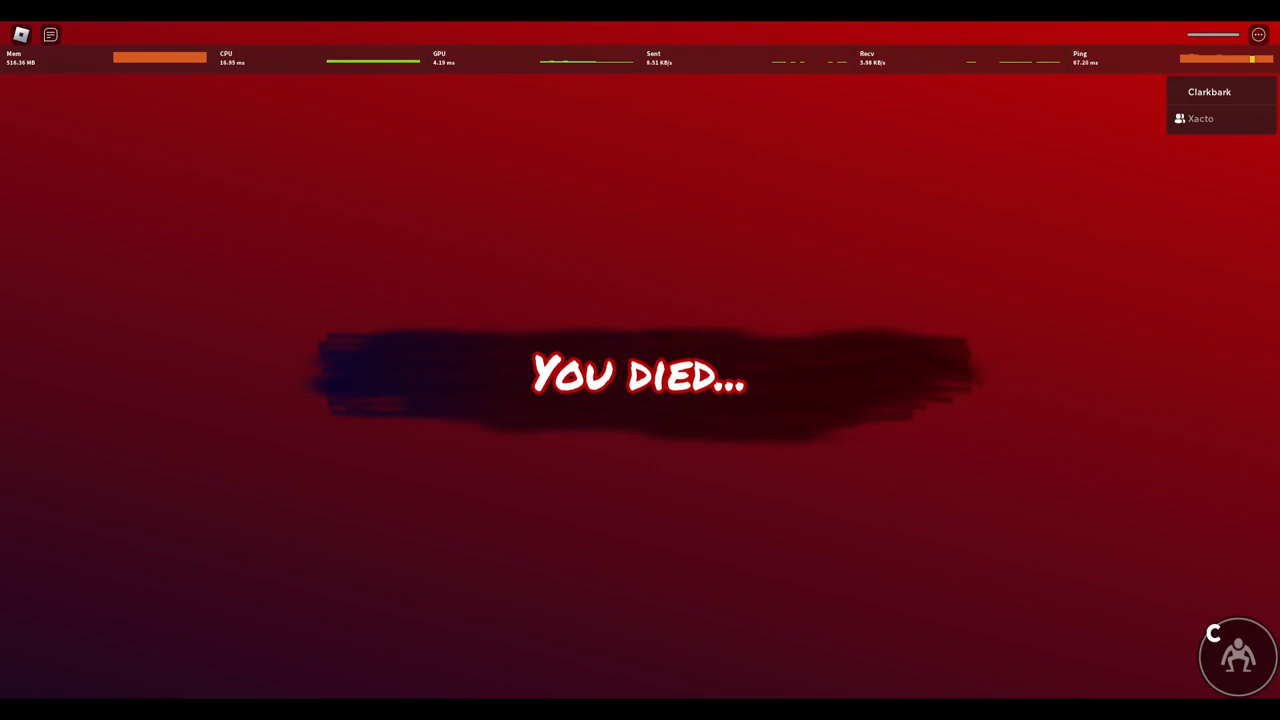 Mem CPU GPU Sent Recv Ping
516.36 MB 16.95 ms 4.19 ms 8.51 KB/s 3.98 KB/s 67.20 ms
Clarkbark
Xacto
You died...
C